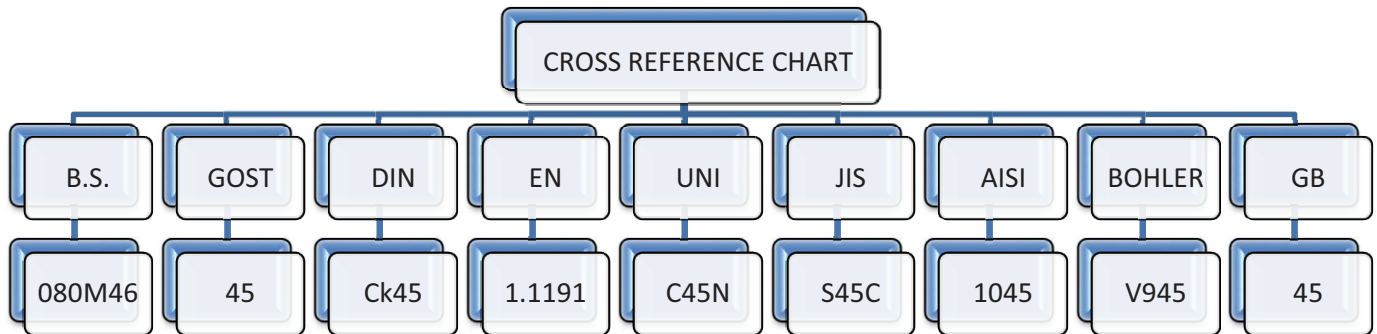 CROSS REFERENCE CHART
B.S. GOST DIN EN UNI JIS AISI BOHLER GB
080M46 45 Ck45 1.1191 C45N S45C 1045 V945 45